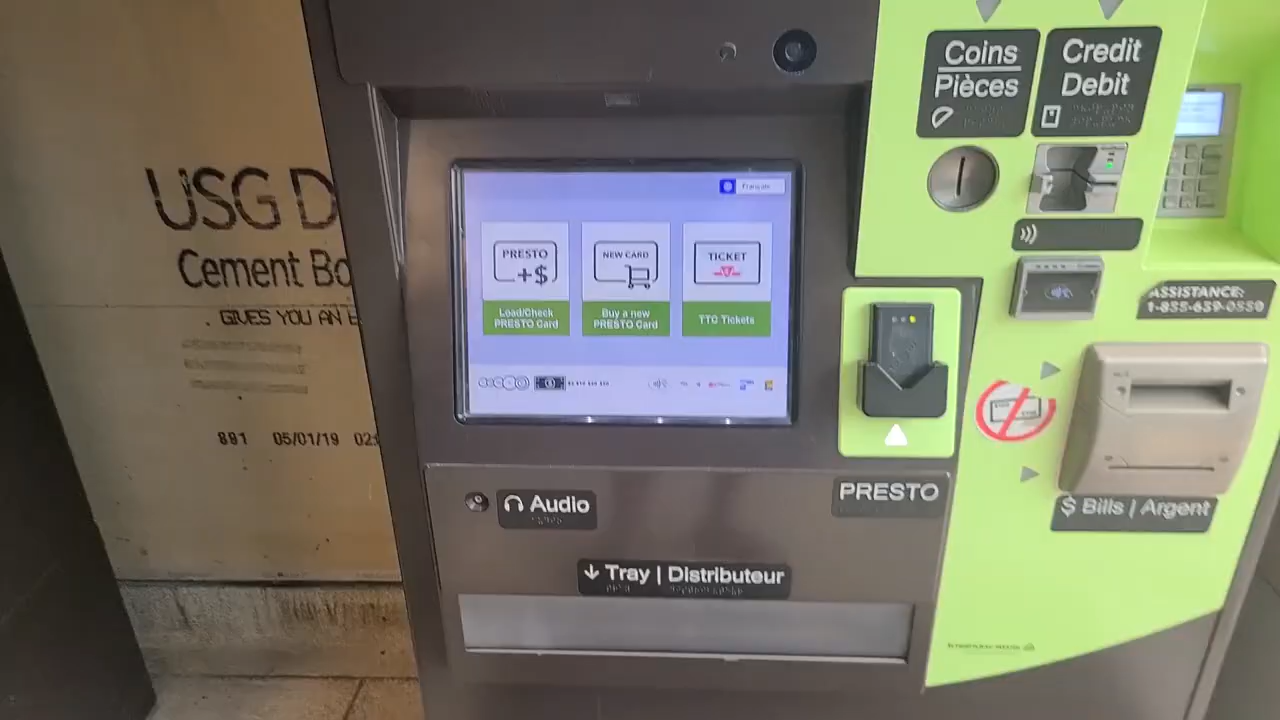 USG D
Cement Bo
GIVES YOU AN E
891 05/01/19 02:
Français
PRESTO
+$
Load/Check
PRESTO Card
NEW CARD
Buy a new
PRESTO Card
TICKET
TTC Tickets
Coins
Pièces
Credit
Debit
ASSISTANCE:
1-855-639-0550
PRESTO
$ Bills | Argent
Audio
Tray | Distributeur